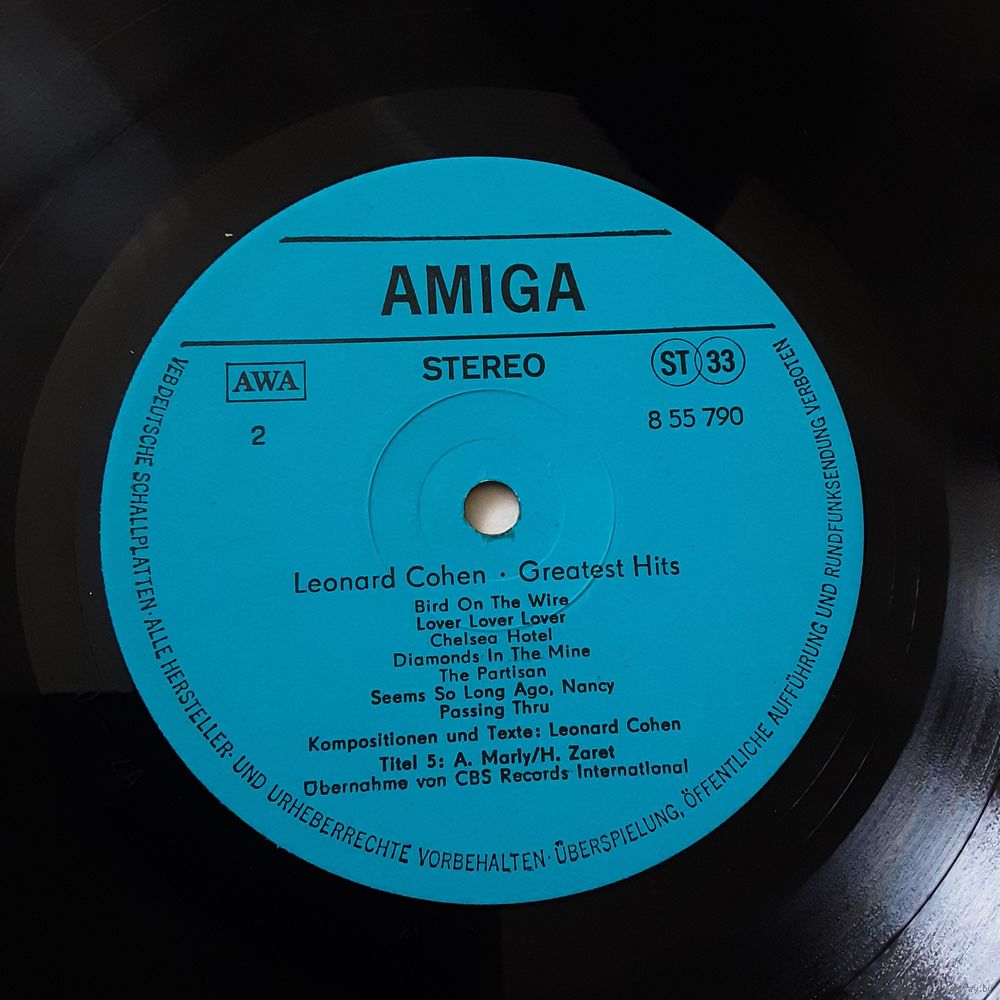 AMIGA
AWA
STEREO
ST 33
2
8 55 790
Leonard Cohen · Greatest Hits
Bird On The Wire
Lover Lover Lover
Chelsea Hotel
Diamonds In The Mine
The Partisan
Seems So Long Ago, Nancy
Passing Thru
Kompositionen und Texte: Leonard Cohen
Titel 5: A. Marly/H. Zaret
Übernahme von CBS Records International
VEB DEUTSCHE SCHALLPLATTEN · ALLE HERSTELLER- UND URHEBERRECHTE VORBEHALTEN · ÜBERSPIELUNG, ÖFFENTLICHE AUFFÜHRUNG UND RUNDFUNKSENDUNG VERBOTEN